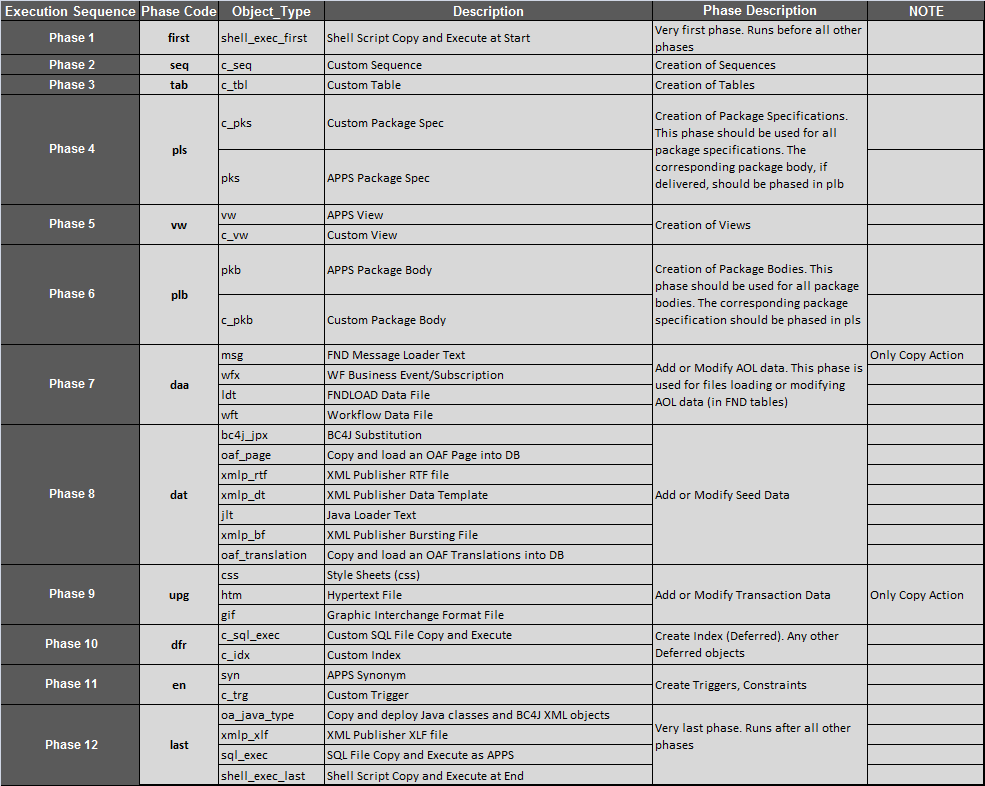 Execution Sequence Phase Code Object_Type Description Phase Description NOTE
Phase 1 first shell_exec_first Shell Script Copy and Execute at Start Very first phase. Runs before all other
phases
Phase 2 seq c_seq Custom Sequence Creation of Sequences
Phase 3 tab c_tbl Custom Table Creation of Tables
Phase 4 pls
c_pks Custom Package Spec
pks APPS Package Spec
Creation of Package Specifications.
This phase should be used for all
package specifications. The
corresponding package body, if
delivered, should be phased in plb
Phase 5 vw
vw APPS View
c_vw Custom View
Creation of Views
Phase 6 plb
pkb APPS Package Body
c_pkb Custom Package Body
Creation of Package Bodies. This
phase should be used for all package
bodies. The corresponding package
specification should be phased in pls
Phase 7 daa
msg FND Message Loader Text Only Copy Action
wfx WF Business Event/Subscription
ldt FNDLOAD Data File
wft Workflow Data File
Add or Modify AOL data. This phase is
used for files loading or modifying
AOL data (in FND tables)
Phase 8 dat
bc4j_jpx BC4J Substitution
oaf_page Copy and load an OAF Page into DB
xmlp_rtf XML Publisher RTF file
xmlp_dt XML Publisher Data Template
jlt Java Loader Text
xmlp_bf XML Publisher Bursting File
oaf_translation Copy and load an OAF Translations into DB
Add or Modify Seed Data
Phase 9 upg
css Style Sheets (css)
htm Hypertext File
gif Graphic Interchange Format File
Add or Modify Transaction Data Only Copy Action
Phase 10 dfr
c_sql_exec Custom SQL File Copy and Execute
c_idx Custom Index
Create Index (Deferred). Any other
Deferred objects
Phase 11 en
syn APPS Synonym
c_trg Custom Trigger
Create Triggers, Constraints
Phase 12 last
oa_java_type Copy and deploy Java classes and BC4J XML objects
xmlp_xlf XML Publisher XLF file
sql_exec SQL File Copy and Execute as APPS
shell_exec_last Shell Script Copy and Execute at End
Very last phase. Runs after all other
phases